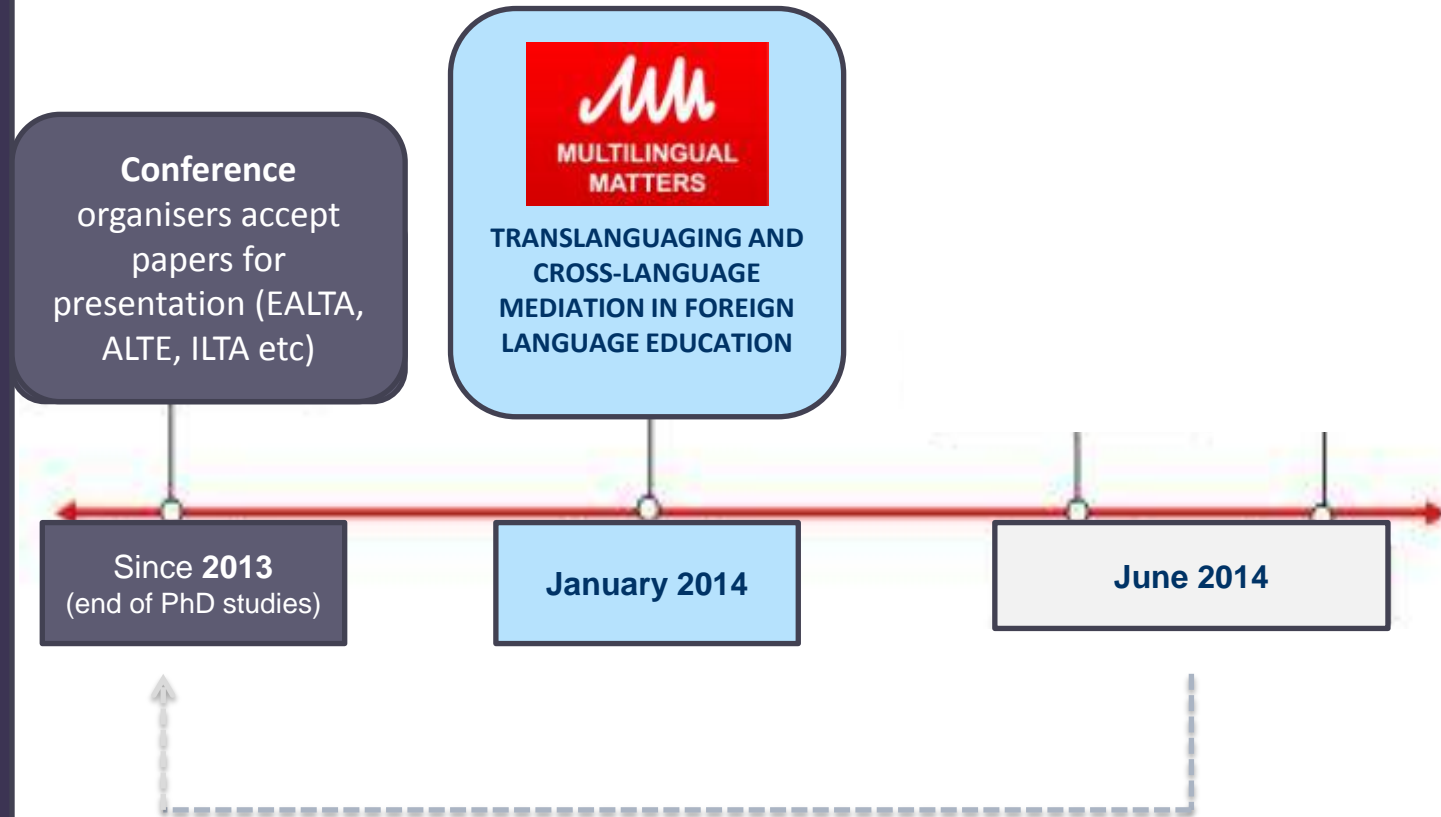 Conference
organisers accept
papers for
presentation (EALTA,
ALTE, ILTA etc)
MULTILINGUAL
MATTERS
TRANSLANGUAGING AND
CROSS-LANGUAGE
MEDIATION IN FOREIGN
LANGUAGE EDUCATION
Since 2013
(end of PhD studies)
January 2014
June 2014